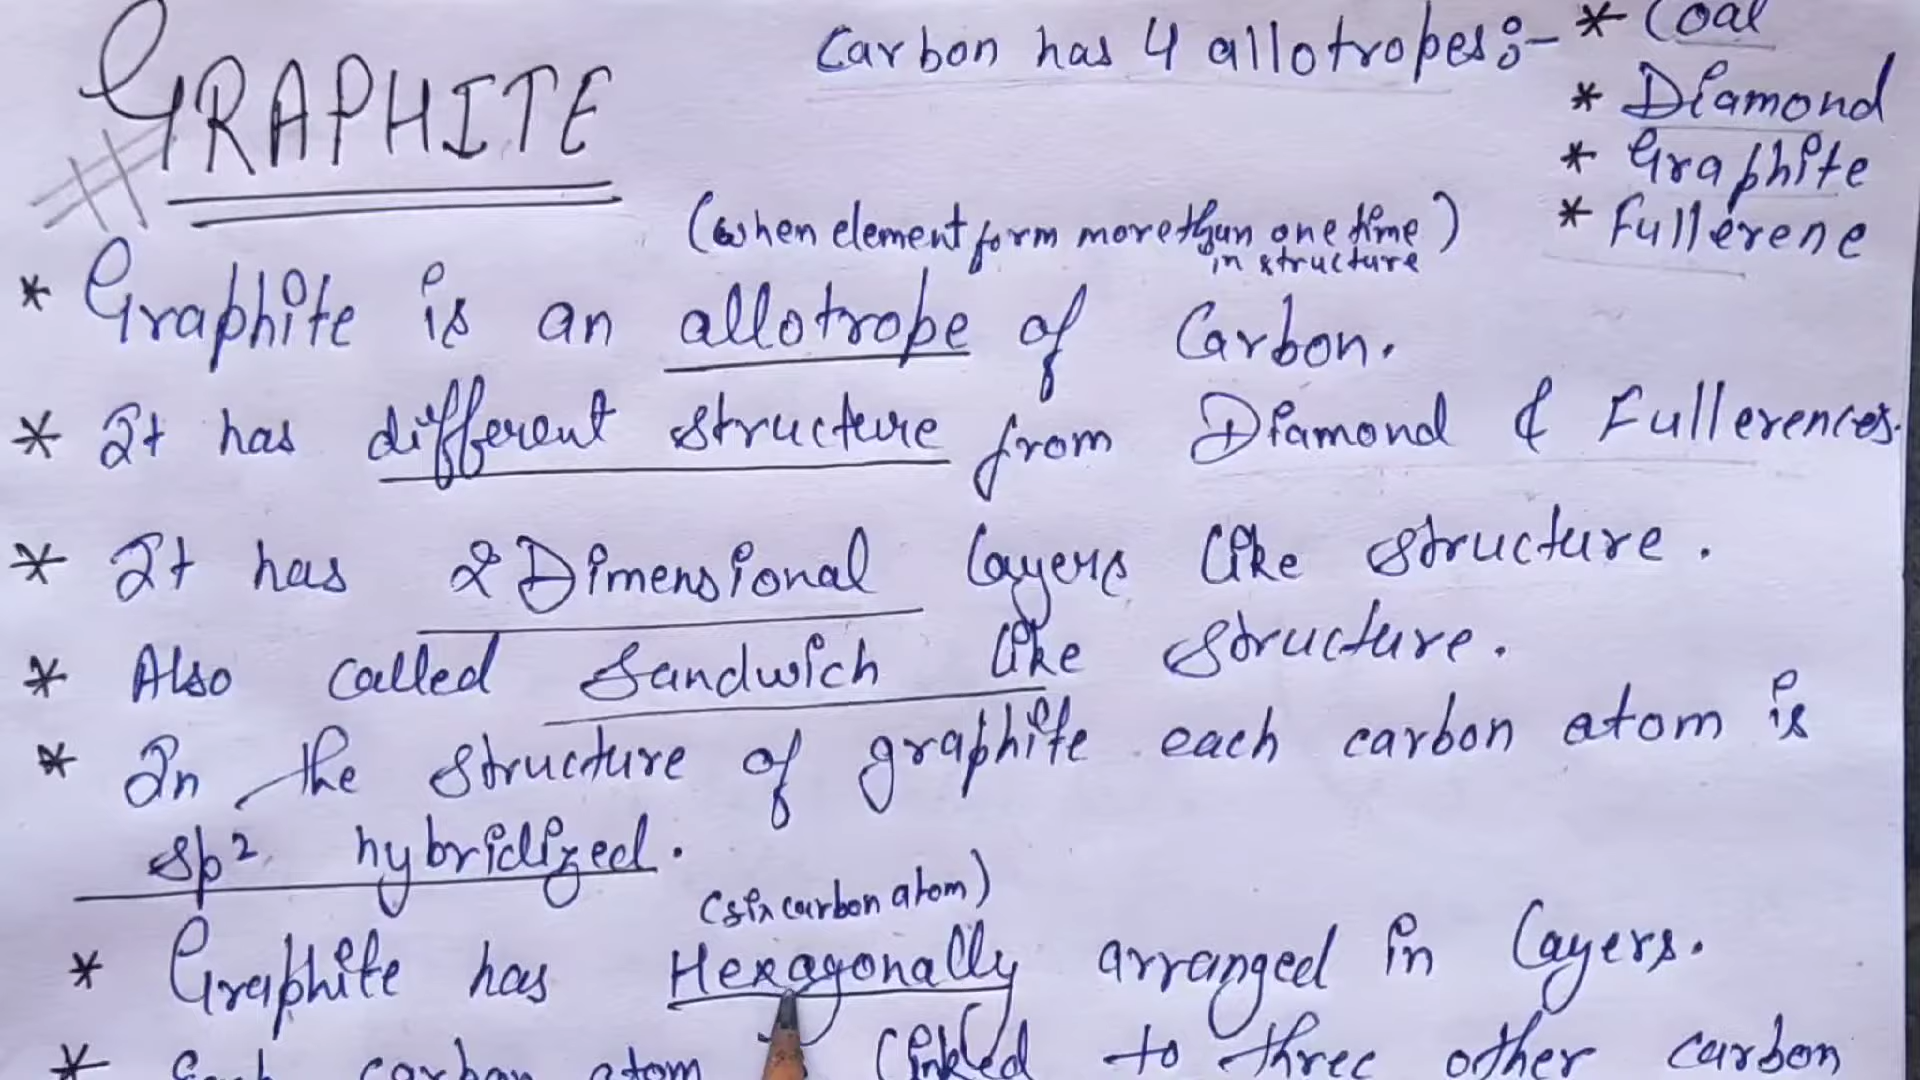 GRAPHITE
Carbon has 4 allotropes:-
* Coal
* Diamond
* Graphite
* Fullerene
(when element form more than one time
in structure)
* Graphite is an allotrope of Carbon.
* It has different structure from Diamond & Fullerences.
* It has 2 Dimensional layers like structure.
* Also called Sandwich like structure.
* In the structure of graphite each carbon atom is
sp² hybridized.
(six carbon atom)
* Graphite has Hexagonally arranged in layers.
* Each carbon atom linked to three other carbon